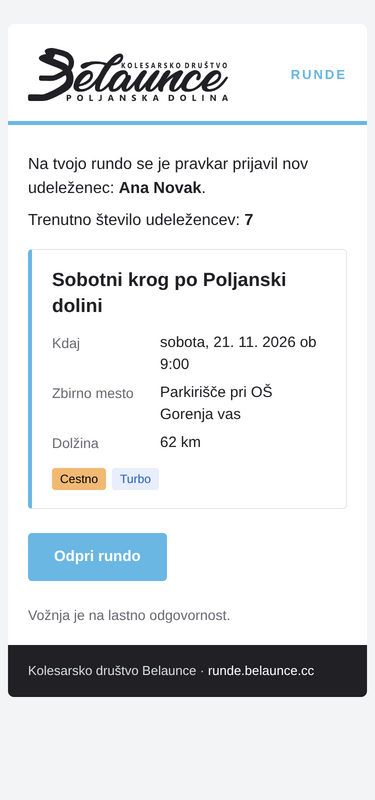 KOLESARSKO DRUŠTVO
Belaunce
POLJANSKA DOLINA
RUNDE
Na tvojo rundo se je pravkar prijavil nov
udeleženec: Ana Novak.
Trenutno število udeležencev: 7
Sobotni krog po Poljanski
dolini
Kdaj
sobota, 21. 11. 2026 ob
9:00
Zbirno mesto
Parkirišče pri OŠ
Gorenja vas
Dolžina
62 km
Cestno
Turbo
Odpri rundo
Vožnja je na lastno odgovornost.
Kolesarsko društvo Belaunce · runde.belaunce.cc